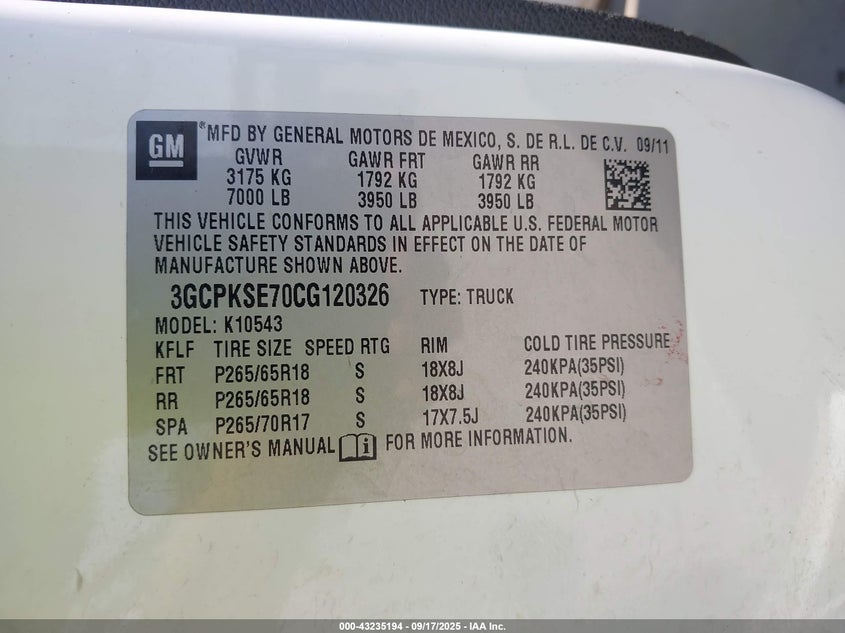 GM ® MFD BY GENERAL MOTORS DE MEXICO, S. DE R.L. DE C.V. 09/11
GVWR GAWR FRT GAWR RR
3175 KG 1792 KG 1792 KG
7000 LB 3950 LB 3950 LB
THIS VEHICLE CONFORMS TO ALL APPLICABLE U.S. FEDERAL MOTOR
VEHICLE SAFETY STANDARDS IN EFFECT ON THE DATE OF
MANUFACTURE SHOWN ABOVE.
3GCPKSE70CG120326 TYPE: TRUCK
MODEL: K10543
KFLF TIRE SIZE SPEED RTG RIM COLD TIRE PRESSURE
FRT P265/65R18 S 18X8J 240KPA(35PSI)
RR P265/65R18 S 18X8J 240KPA(35PSI)
SPA P265/70R17 S 17X7.5J 240KPA(35PSI)
SEE OWNER'S MANUAL FOR MORE INFORMATION.
000-43235194 - 09/17/2025 - IAA Inc.